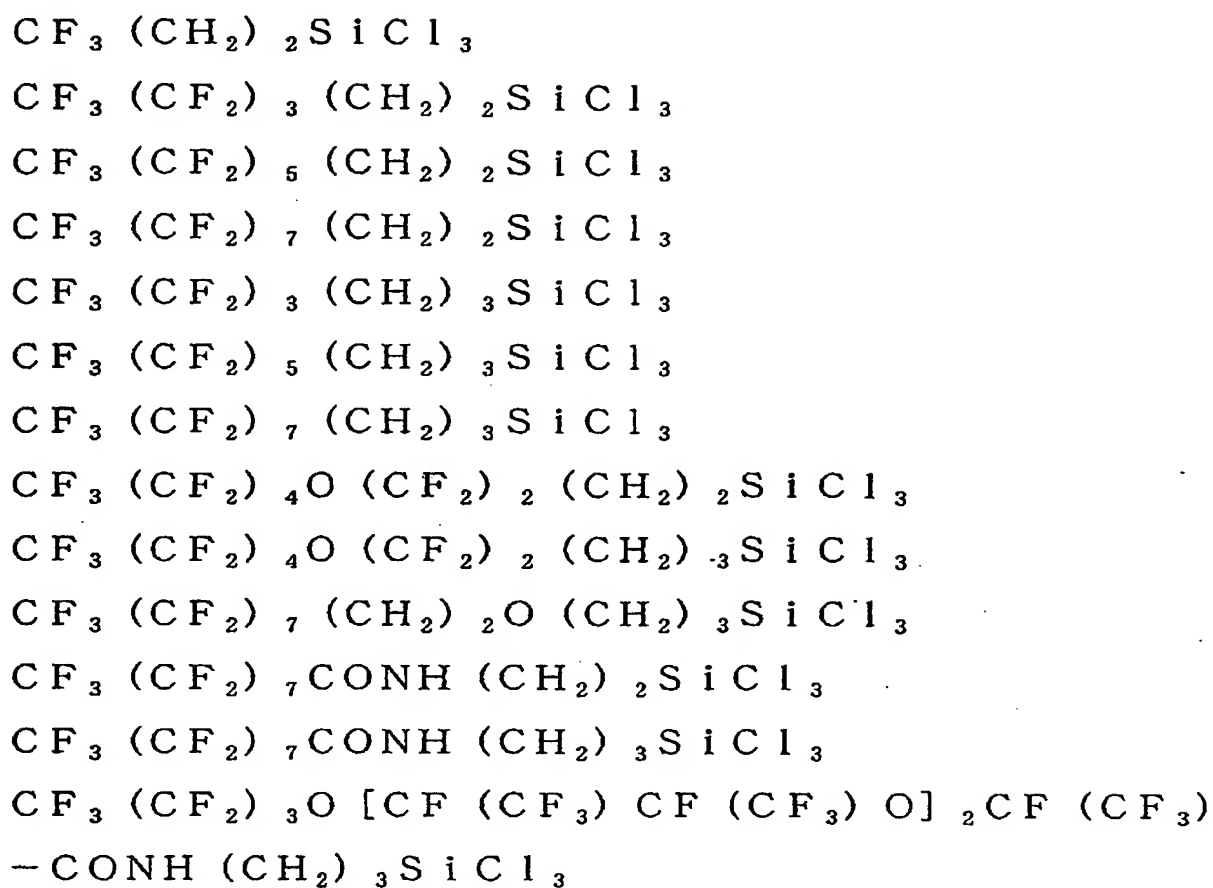 CF₃(CH₂)₂SiCl₃
CF₃(CF₂)₃(CH₂)₂SiCl₃
CF₃(CF₂)₅(CH₂)₂SiCl₃
CF₃(CF₂)₇(CH₂)₂SiCl₃
CF₃(CF₂)₃(CH₂)₃SiCl₃
CF₃(CF₂)₅(CH₂)₃SiCl₃
CF₃(CF₂)₇(CH₂)₃SiCl₃
CF₃(CF₂)₄O(CF₂)₂(CH₂)₂SiCl₃
CF₃(CF₂)₄O(CF₂)₂(CH₂)₃SiCl₃
CF₃(CF₂)₇(CH₂)₂O(CH₂)₃SiCl₃
CF₃(CF₂)₇CONH(CH₂)₂SiCl₃
CF₃(CF₂)₇CONH(CH₂)₃SiCl₃
CF₃(CF₂)₃O[CF(CF₃)CF(CF₃)O]₂CF(CF₃)
−CONH(CH₂)₃SiCl₃